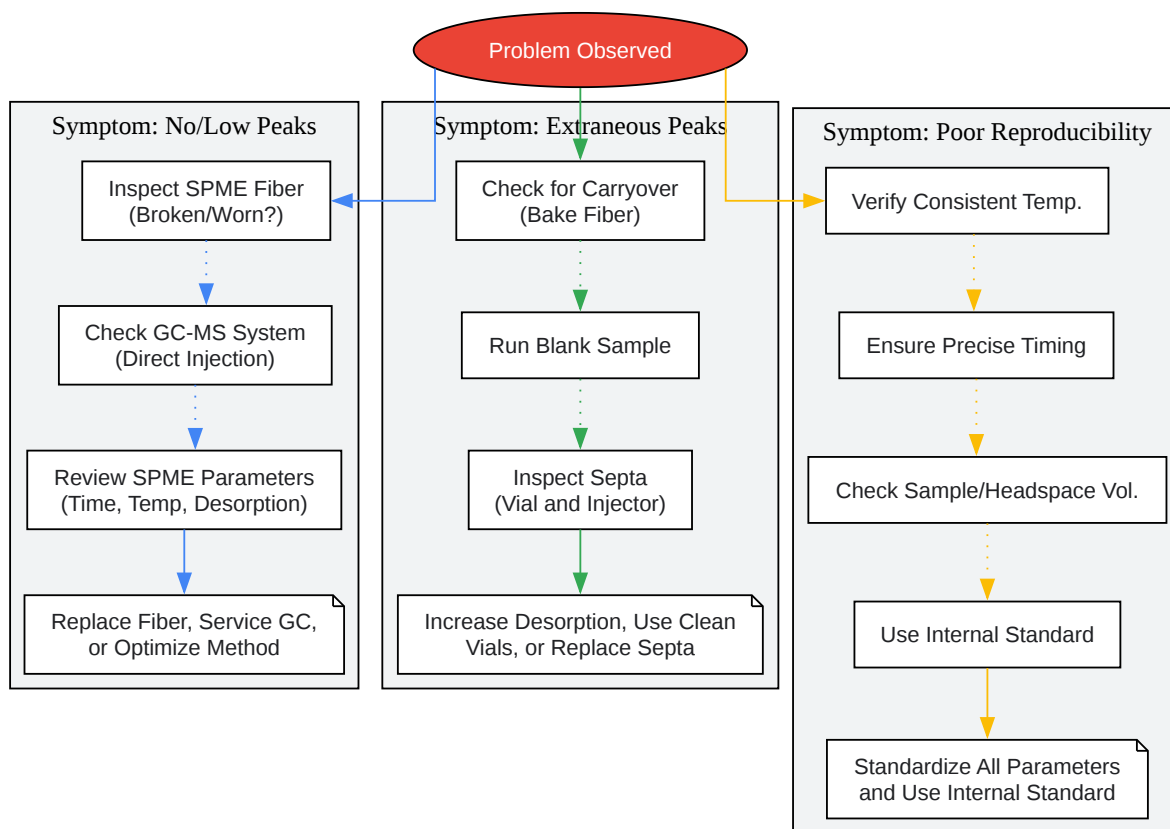 Problem Observed
Symptom: No/Low Peaks
Inspect SPME Fiber
(Broken/Worn?)
Check GC-MS System
(Direct Injection)
Review SPME Parameters
(Time, Temp, Desorption)
Replace Fiber, Service GC,
or Optimize Method
Symptom: Extraneous Peaks
Check for Carryover
(Bake Fiber)
Run Blank Sample
Inspect Septa
(Vial and Injector)
Increase Desorption, Use Clean
Vials, or Replace Septa
Symptom: Poor Reproducibility
Verify Consistent Temp.
Ensure Precise Timing
Check Sample/Headspace Vol.
Use Internal Standard
Standardize All Parameters
and Use Internal Standard